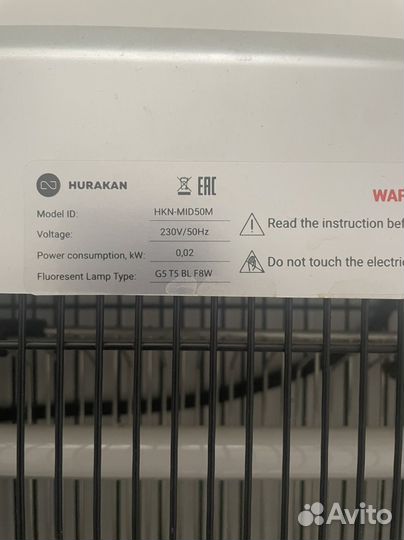 HURAKAN
EAC
WAR
Model ID: HKN-MID50M
Voltage: 230V/50Hz
Power consumption, kW: 0,02
Fluoresent Lamp Type: G5 T5 BL F8W
Read the instruction bef
Do not touch the electric
Avito